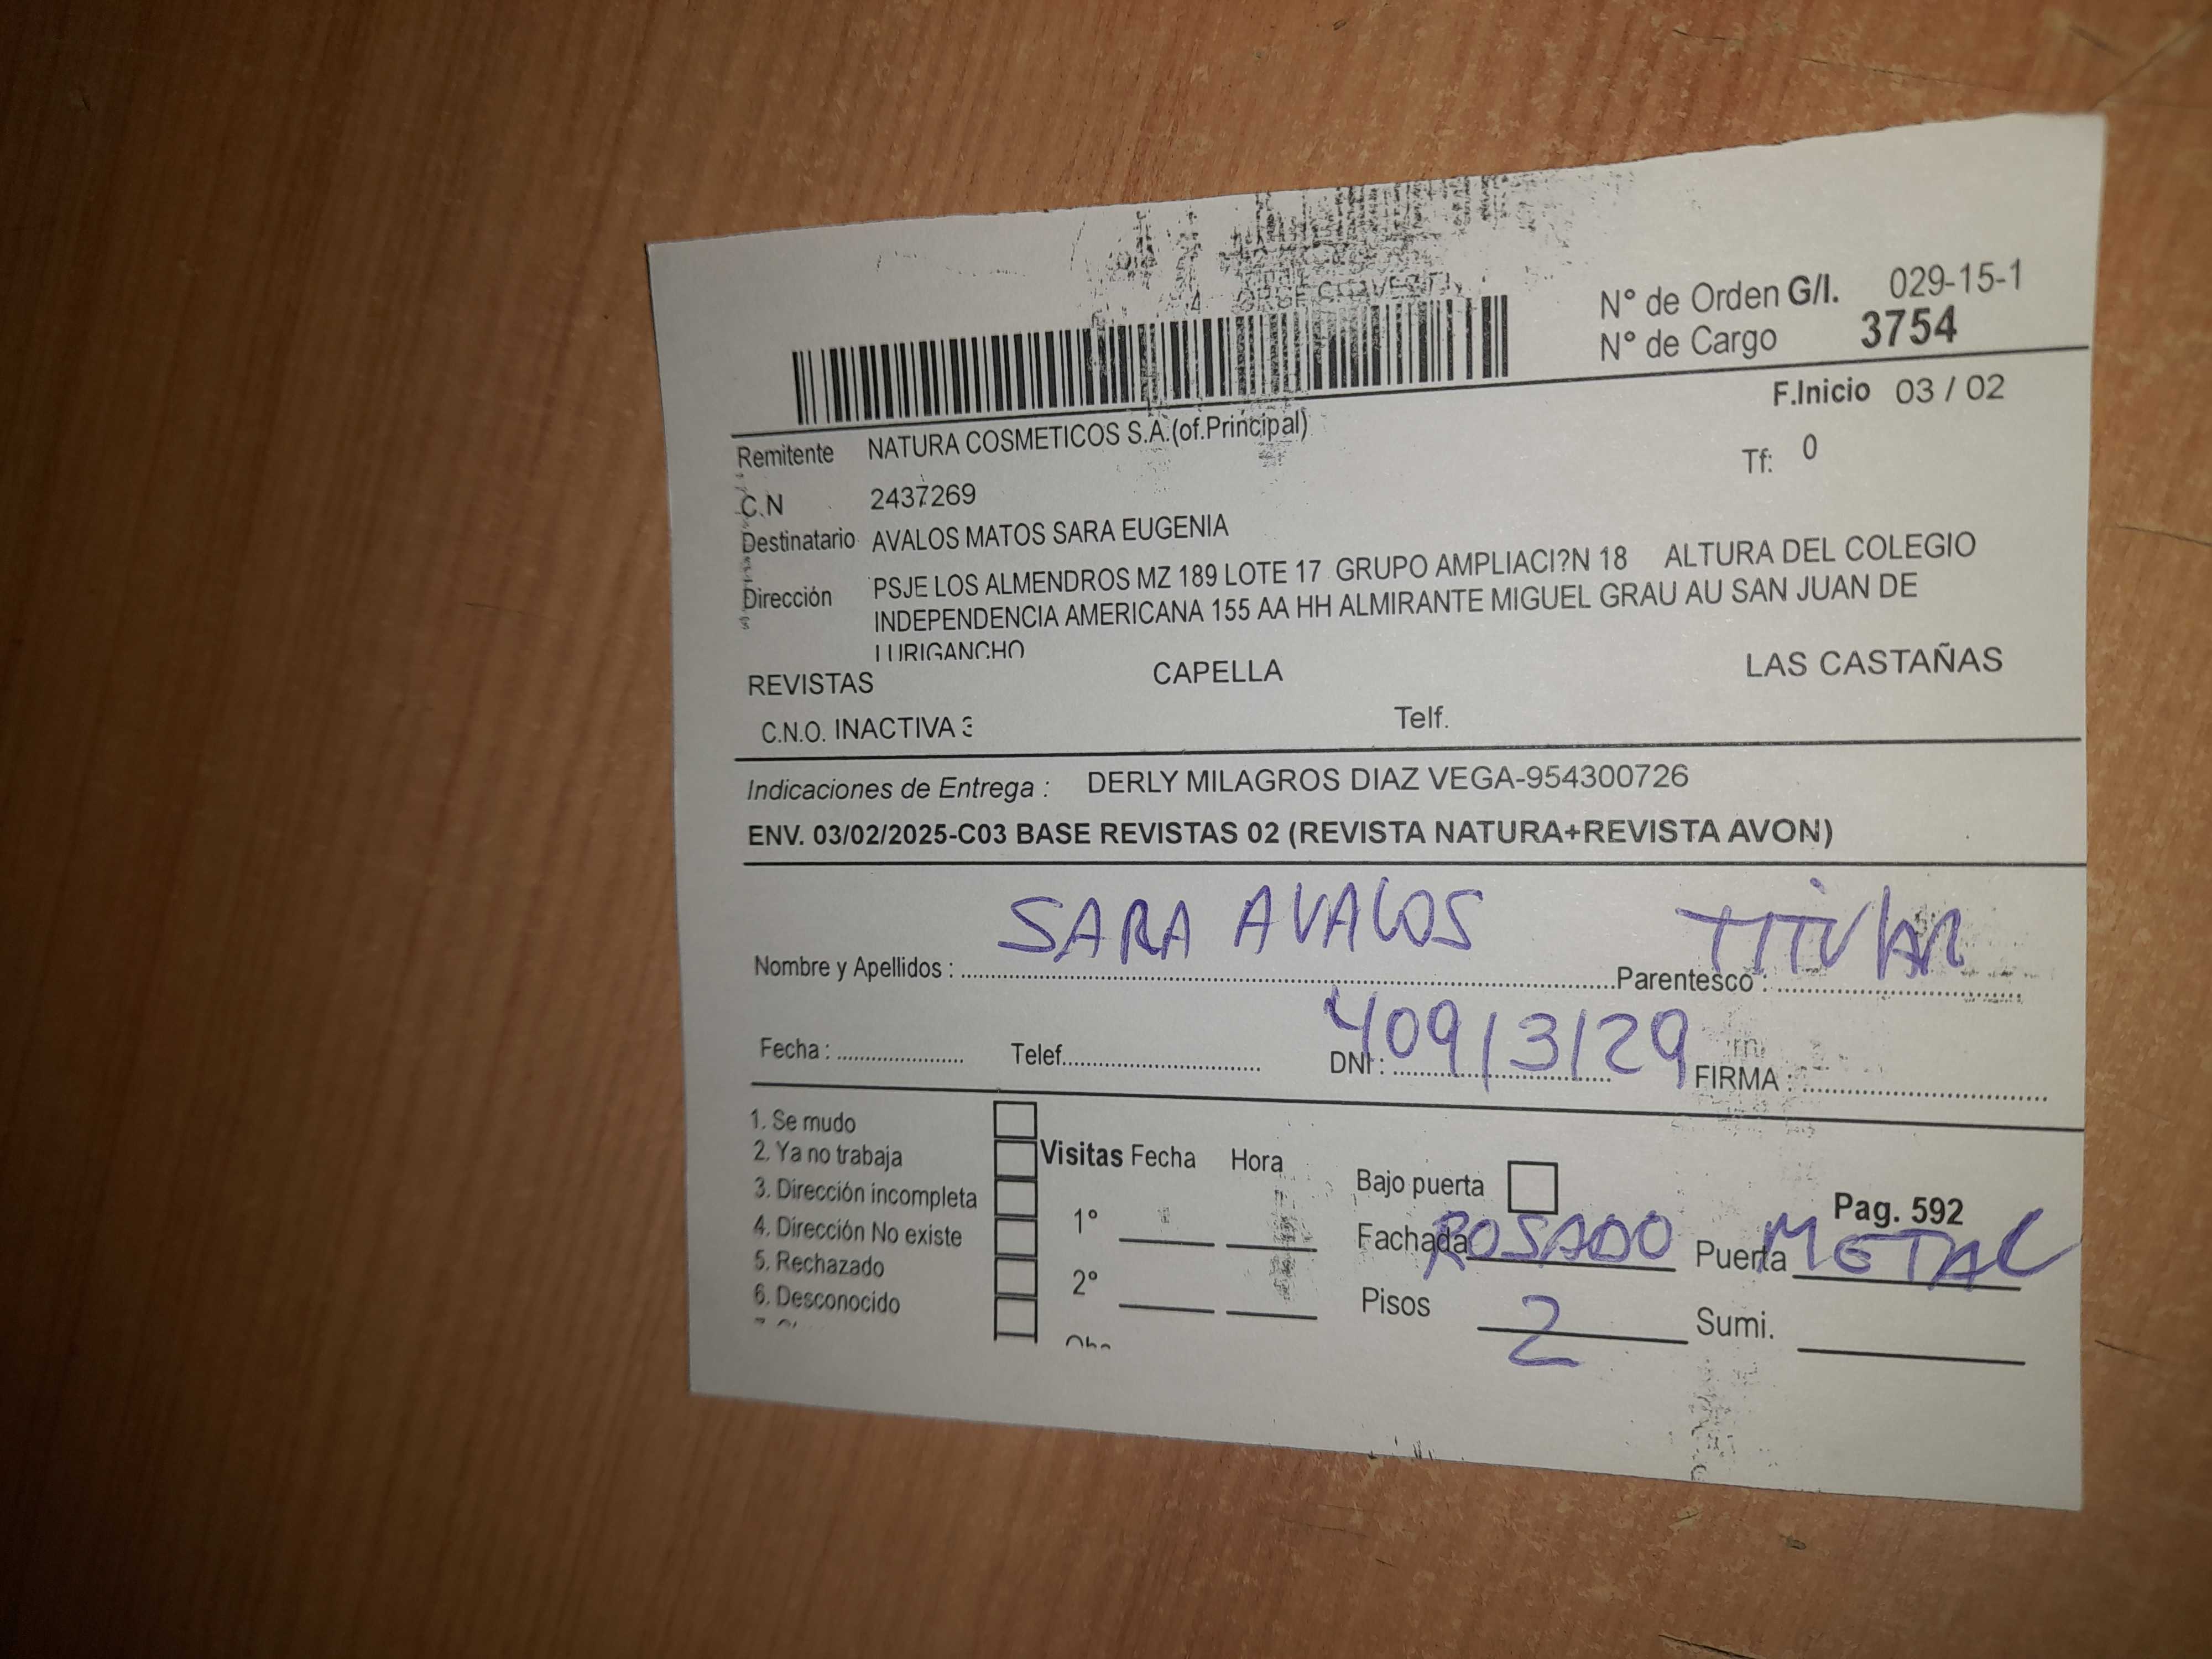 N° de Orden G/I. 029-15-1
N° de Cargo 3754
F.Inicio 03 / 02
Remitente NATURA COSMETICOS S.A.(of.Principal)
Tf: 0
C.N 2437269
Destinatario AVALOS MATOS SARA EUGENIA
Dirección PSJE LOS ALMENDROS MZ 189 LOTE 17 GRUPO AMPLIACI?N 18 ALTURA DEL COLEGIO
INDEPENDENCIA AMERICANA 155 AA HH ALMIRANTE MIGUEL GRAU AU SAN JUAN DE
LURIGANCHO
REVISTAS CAPELLA LAS CASTAÑAS
C.N.O. INACTIVA 3 Telf.
Indicaciones de Entrega : DERLY MILAGROS DIAZ VEGA-954300726
ENV. 03/02/2025-C03 BASE REVISTAS 02 (REVISTA NATURA+REVISTA AVON)
Nombre y Apellidos : SARA AVALOS Parentesco : TITULAR
Fecha : Telef. DNI : 40913129 FIRMA :
1. Se mudo
2. Ya no trabaja
3. Dirección incompleta
4. Dirección No existe
5. Rechazado
6. Desconocido
Visitas Fecha Hora
1°
2°
Bajo puerta
Pag. 592
Fachada ROSADO Puerta METAL
Pisos 2 Sumi.